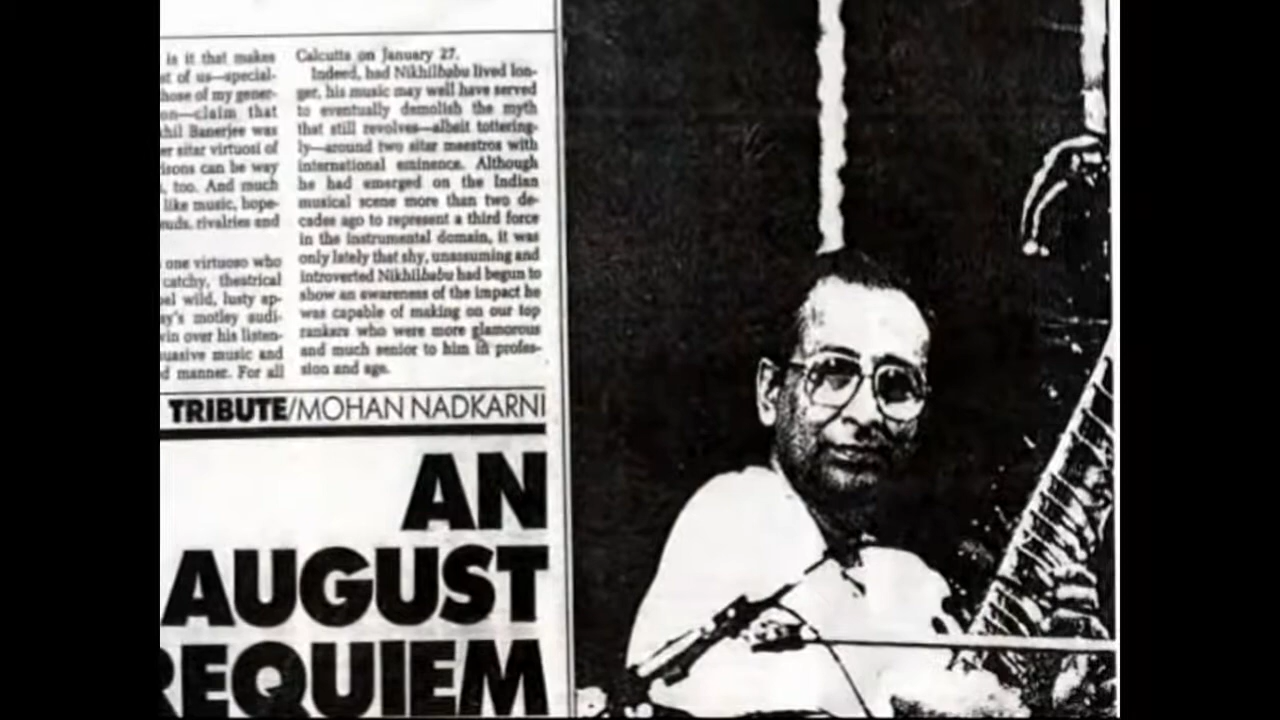 is it that makes
st of us—special-
hose of my gener-
on—claim that
hil Banerjee was
er sitar virtuosi of
isons can be way
, too. And much
like music, hope-
euds, rivalries and
one virtuoso who
catchy, theatrical
el wild, lusty ap-
ay's motley audi-
in over his listen-
uasive music and
d manner. For all
Calcutta on January 27.
Indeed, had Nikhilbabu lived lon-
ger, his music may well have served
to eventually demolish the myth
that still revolves—albeit tottering-
ly—around two sitar maestros with
international eminence. Although
he had emerged on the Indian
musical scene more than two de-
cades ago to represent a third force
in the instrumental domain, it was
only lately that shy, unassuming and
introverted Nikhilbabu had begun to
show an awareness of the impact he
was capable of making on our top
rankers who were more glamorous
and much senior to him in profes-
sion and age.
TRIBUTE/MOHAN NADKARNI
AN
AUGUST
REQUIEM